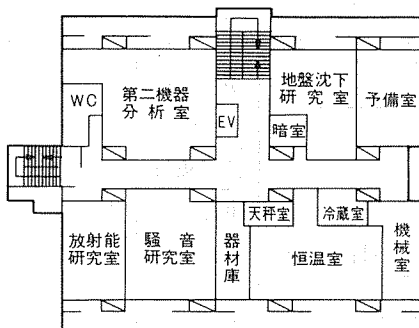 第二機器
分析室
WC
EV
地盤沈下
研究室
暗室
予備室
放射能
研究室
騒音
研究室
器材庫
天秤室
冷蔵室
恒温室
機械室